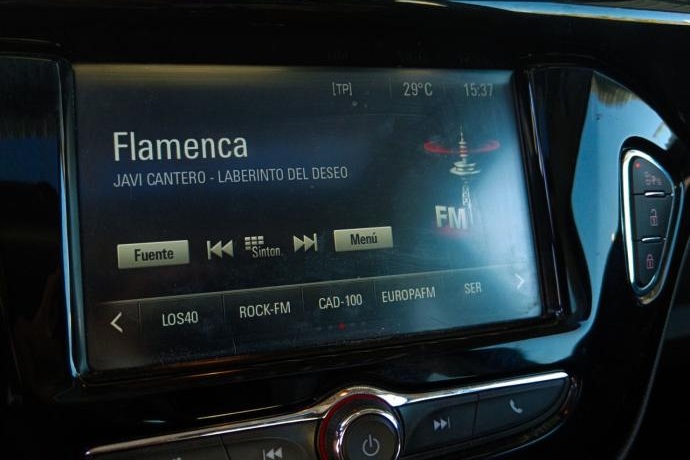 [TP] 29°C 15:37
Flamenca
JAVI CANTERO - LABERINTO DEL DESEO
FM
Fuente Sinton. Menú
LOS40 ROCK-FM CAD-100 EUROPAFM SER